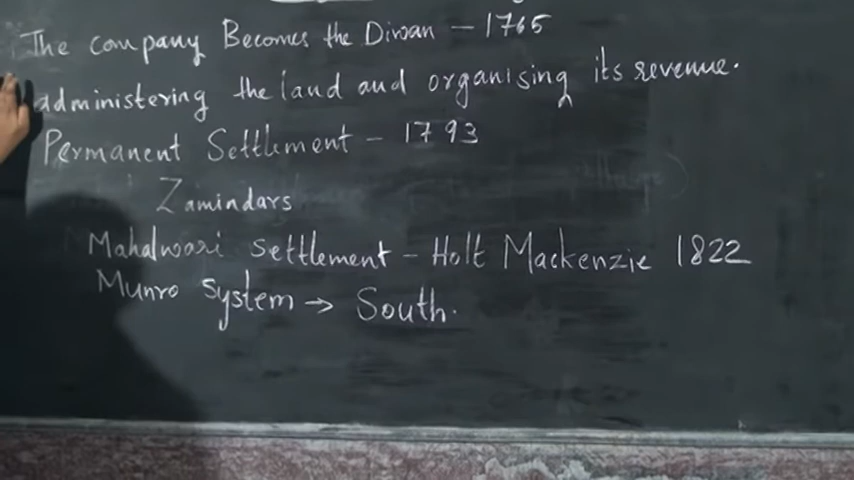 The company Becomes the Diwan – 1765
administering the land and organising its revenue.
Permanent Settlement – 1793
Zamindars
Mahalwari settlement – Holt Mackenzie 1822
Munro system → South.